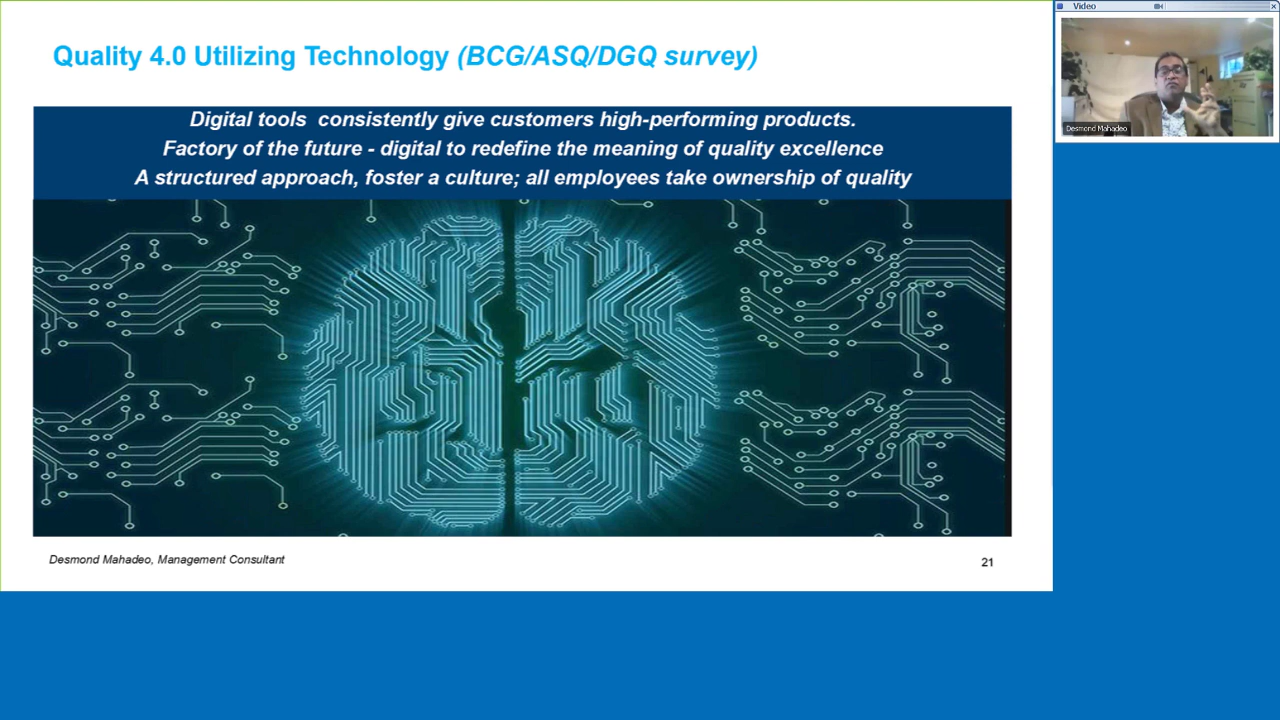 Quality 4.0 Utilizing Technology (BCG/ASQ/DGQ survey)
Digital tools  consistently give customers high-performing products.
Factory of the future - digital to redefine the meaning of quality excellence
A structured approach, foster a culture; all employees take ownership of quality
Desmond Mahadeo, Management Consultant
21
Video
Desmond Mahadeo